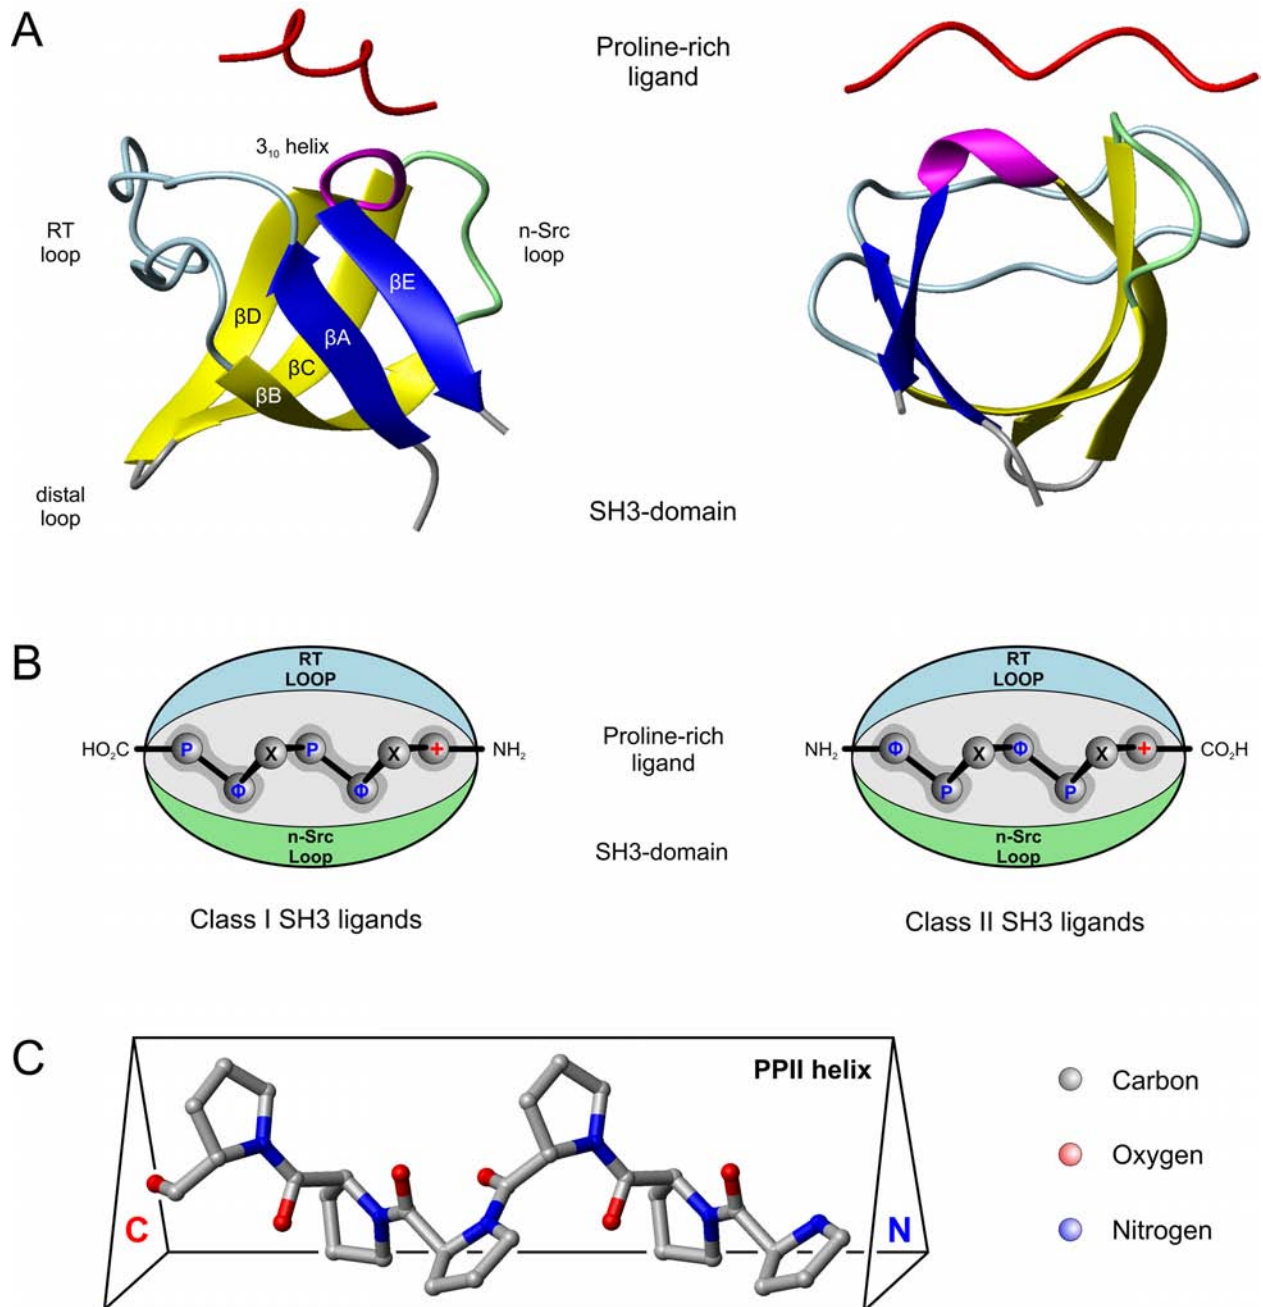 A
Proline-rich
ligand
3₁₀ helix
RT
loop
n-Src
loop
βE
βD
βA
βC
βB
distal
loop
SH3-domain
B
RT
LOOP
HO₂C
P
Φ
X
P
Φ
X
+
NH₂
n-Src
Loop
Class I SH3 ligands
Proline-rich
ligand
SH3-domain
RT
LOOP
NH₂
Φ
P
X
Φ
P
X
+
CO₂H
n-Src
Loop
Class II SH3 ligands
C
PPII helix
C
N
Carbon
Oxygen
Nitrogen